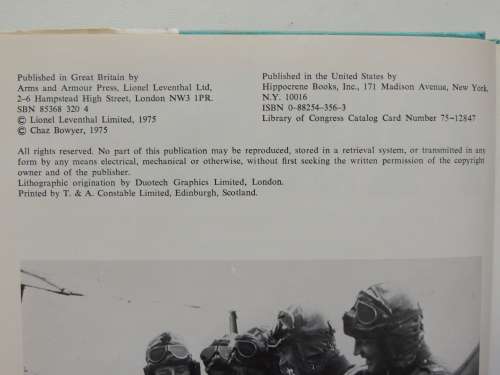 Published in Great Britain by
Arms and Armour Press, Lionel Leventhal Ltd,
2–6 Hampstead High Street, London NW3 1PR.
SBN 85368 320 4
© Lionel Leventhal Limited, 1975
© Chaz Bowyer, 1975
Published in the United States by
Hippocrene Books, Inc., 171 Madison Avenue, New York,
N.Y. 10016
ISBN 0–88254–356–3
Library of Congress Catalog Card Number 75–12847
All rights reserved. No part of this publication may be reproduced, stored in a retrieval system, or transmitted in any
form by any means electrical, mechanical or otherwise, without first seeking the written permission of the copyright
owner and of the publisher.
Lithographic origination by Duotech Graphics Limited, London.
Printed by T. & A. Constable Limited, Edinburgh, Scotland.